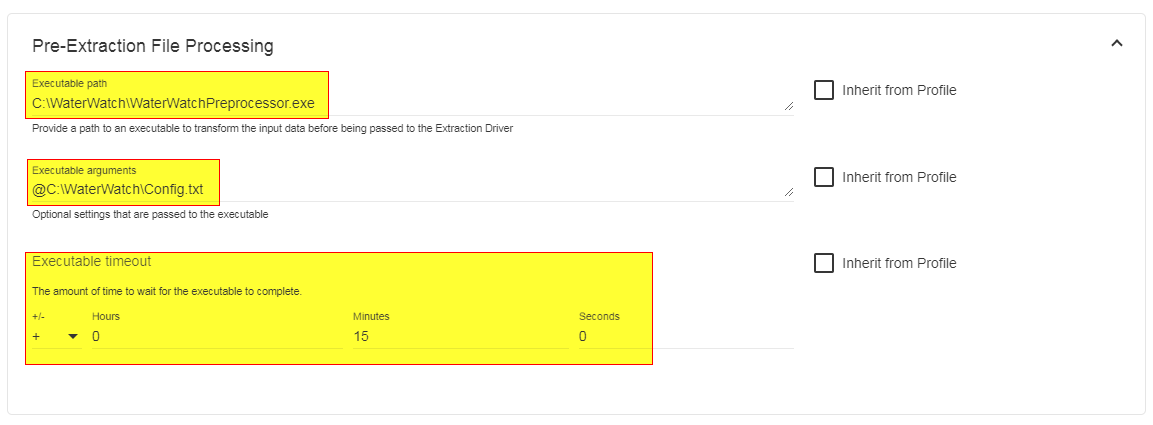 Pre-Extraction File Processing
Executable path
C:\WaterWatch\WaterWatchPreprocessor.exe
Inherit from Profile
Provide a path to an executable to transform the input data before being passed to the Extraction Driver
Executable arguments
@C:\WaterWatch\Config.txt
Inherit from Profile
Optional settings that are passed to the executable
Executable timeout
Inherit from Profile
The amount of time to wait for the executable to complete.
+/- Hours Minutes Seconds
+ 0 15 0